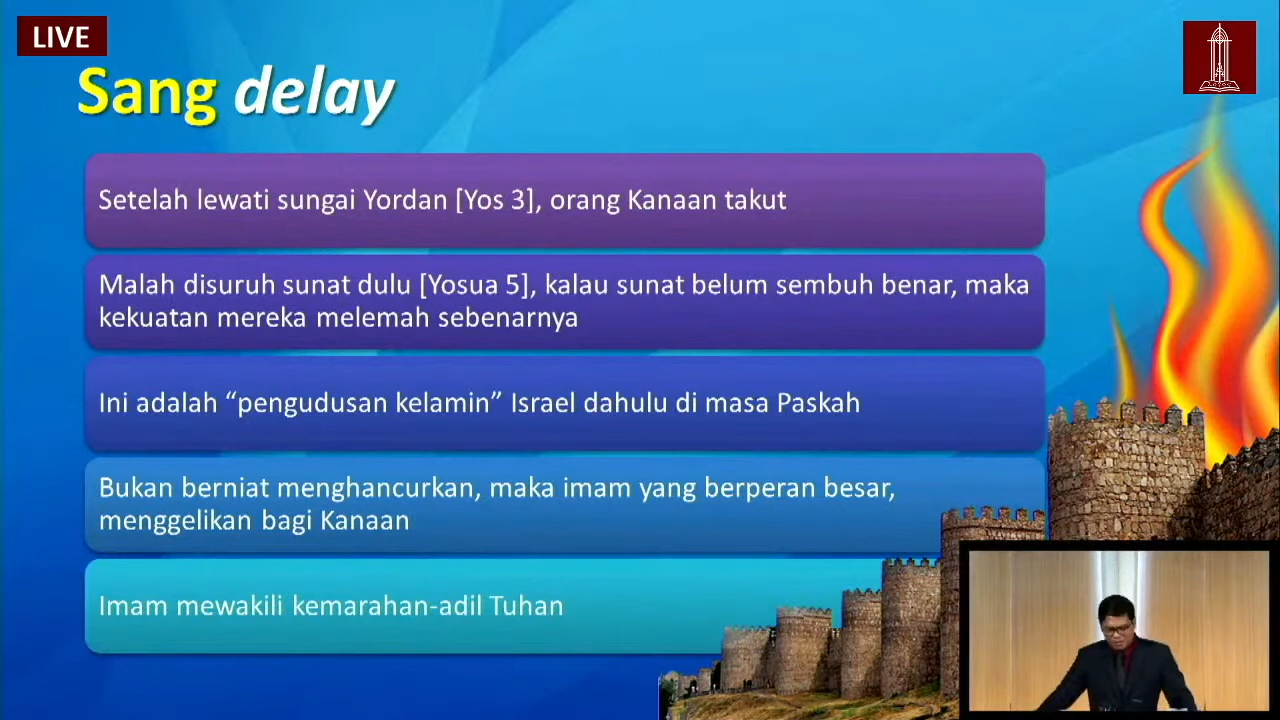 LIVE
Sang delay
Setelah lewati sungai Yordan [Yos 3], orang Kanaan takut
Malah disuruh sunat dulu [Yosua 5], kalau sunat belum sembuh benar, maka
kekuatan mereka melemah sebenarnya
Ini adalah “pengudusan kelamin” Israel dahulu di masa Paskah
Bukan berniat menghancurkan, maka imam yang berperan besar,
menggelikan bagi Kanaan
Imam mewakili kemarahan-adil Tuhan